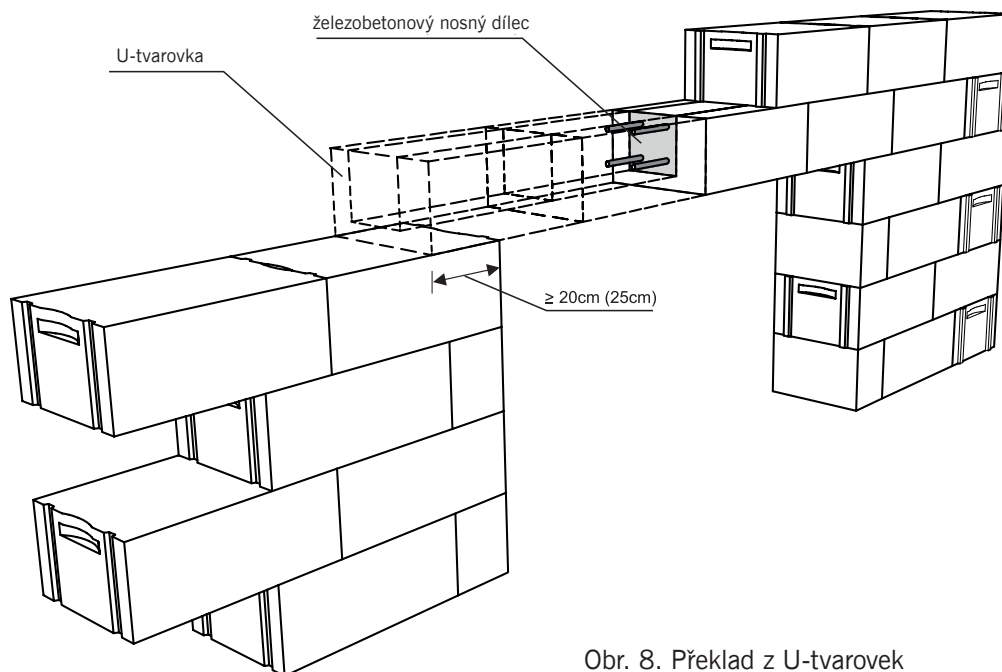 železobetonový nosný dílec
U-tvarovka
≥ 20cm (25cm)
Obr. 8. Překlad z U-tvarovek